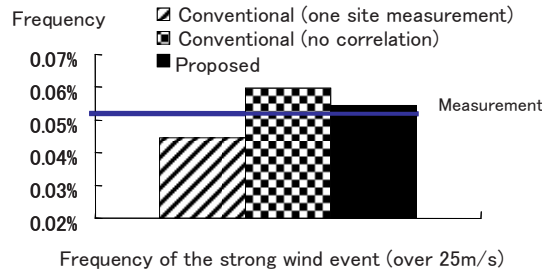 Frequency
Conventional (one site measurement)
Conventional (no correlation)
Proposed
0.07%
0.06%
0.05%
0.04%
0.03%
0.02%
Measurement
Frequency of the strong wind event (over 25m/s)